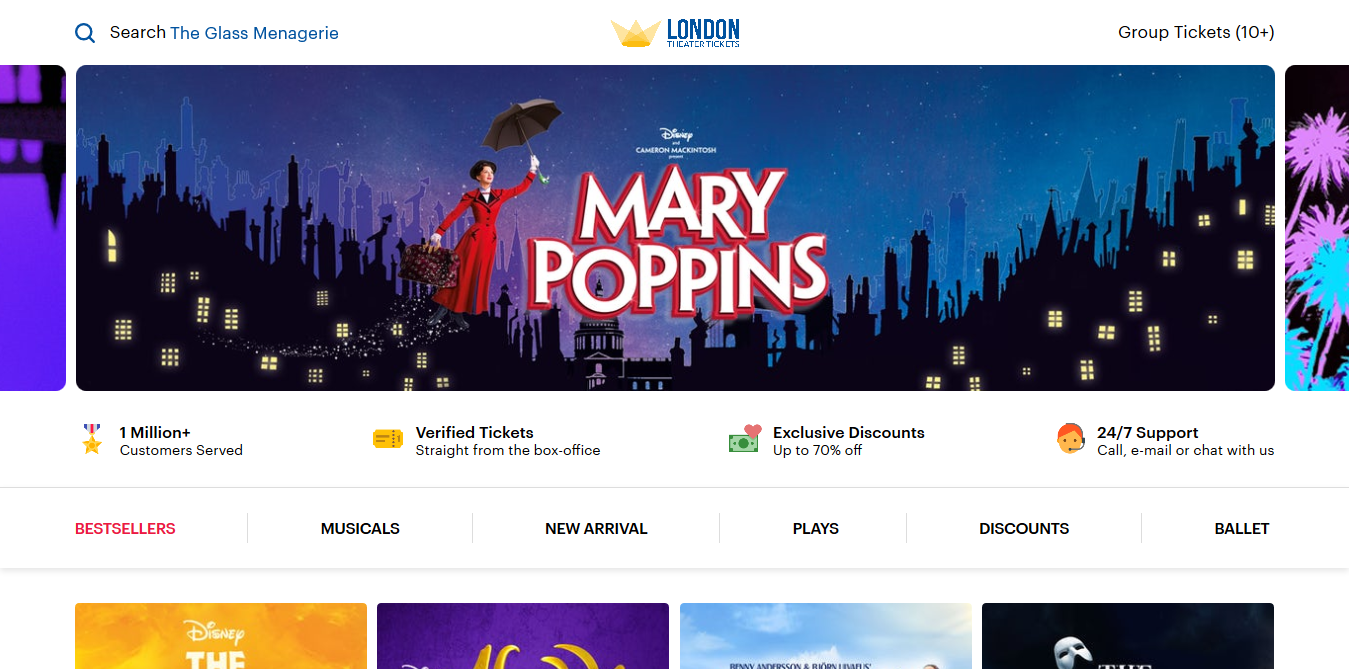 Search The Glass Menagerie
LONDON
THEATER TICKETS
Group Tickets (10+)
Disney
and
CAMERON MACKINTOSH
present
MARY
POPPINS
1 Million+
Customers Served
Verified Tickets
Straight from the box-office
Exclusive Discounts
Up to 70% off
24/7 Support
Call, e-mail or chat with us
BESTSELLERS
MUSICALS
NEW ARRIVAL
PLAYS
DISCOUNTS
BALLET
Disney
THE
Disney
BENNY ANDERSSON & BJÖRN ULVAEUS'
THE